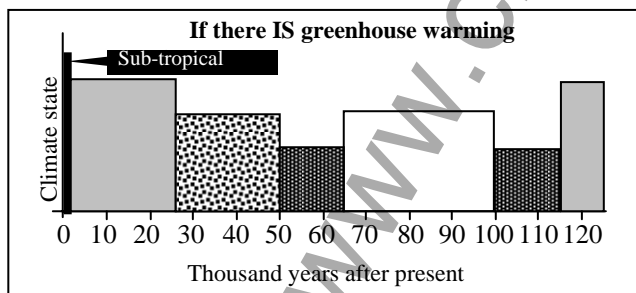 If there IS greenhouse warming
Sub-tropical
Climate state
0 10 20 30 40 50 60 70 80 90 100 110 120
Thousand years after present
www.c